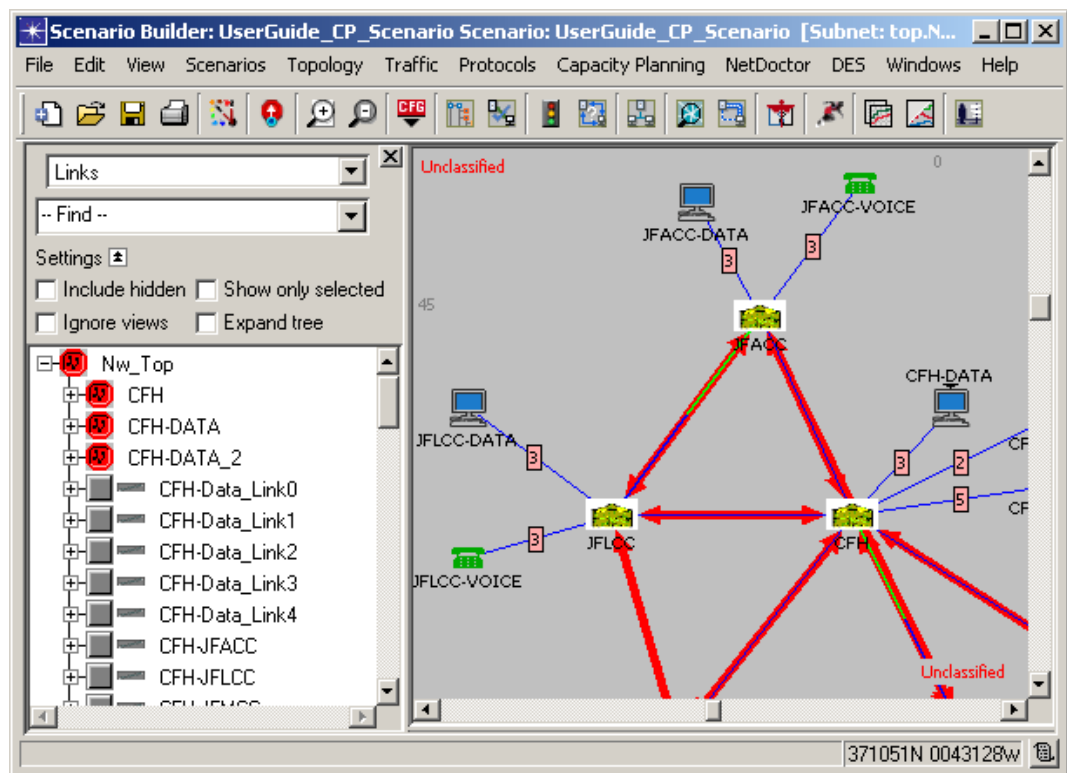 Scenario Builder: UserGuide_CP_Scenario Scenario: UserGuide_CP_Scenario [Subnet: top.N...
File Edit View Scenarios Topology Traffic Protocols Capacity Planning NetDoctor DES Windows Help
CFG
Links
-- Find --
Settings
Include hidden Show only selected
Ignore views Expand tree
Nw_Top
CFH
CFH-DATA
CFH-DATA_2
CFH-Data_Link0
CFH-Data_Link1
CFH-Data_Link2
CFH-Data_Link3
CFH-Data_Link4
CFH-JFACC
CFH-JFLCC
Unclassified
0
JFACC-VOICE
JFACC-DATA
3
3
45
JFACC
CFH-DATA
JFLCC-DATA
CF
3
3
2
5
CF
JFLCC
CFH
3
JFLCC-VOICE
Unclassified
371051N 0043128W